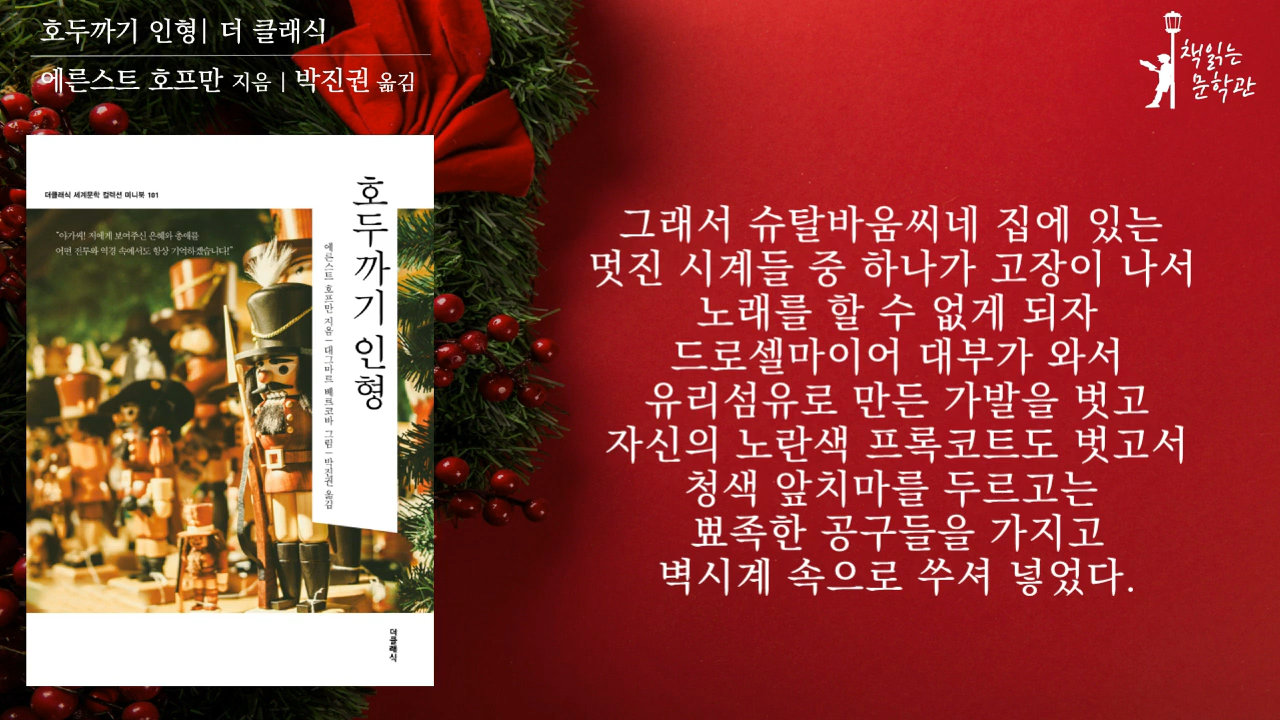 호두까기 인형| 더 클래식
에른스트 호프만 지음 | 박진권 옮김
책읽는
문학관
더클래식 세계문학 컬렉션 미니북 101
"아가씨! 저에게 보여주신 은혜와 총애를
어떤 전투와 역경 속에서도 항상 기억하겠습니다!"
호두까기 인형
에른스트 호프만 지음 | 대그마르 베르코바 그림 | 박진권 옮김
더클래식
그래서 슈탈바움씨네 집에 있는
멋진 시계들 중 하나가 고장이 나서
노래를 할 수 없게 되자
드로셀마이어 대부가 와서
유리섬유로 만든 가발을 벗고
자신의 노란색 프록코트도 벗고서
청색 앞치마를 두르고는
뾰족한 공구들을 가지고
벽시계 속으로 쑤셔 넣었다.